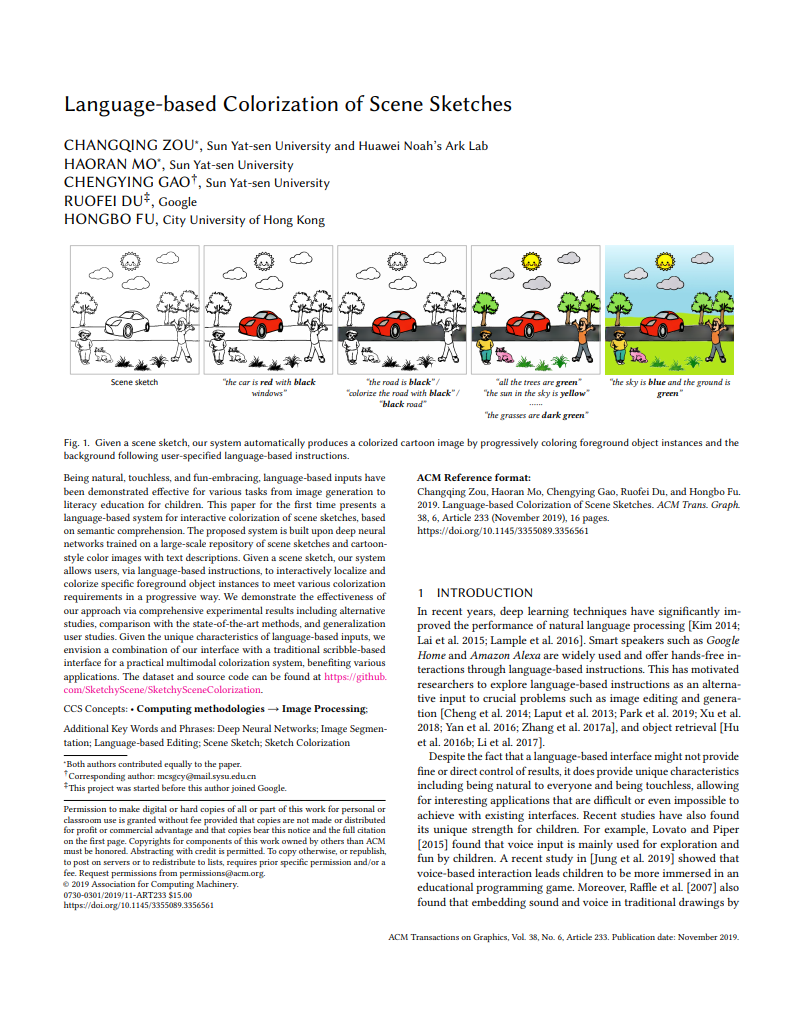 Language-based Colorization of Scene Sketches
CHANGQING ZOU*, Sun Yat-sen University and Huawei Noah's Ark Lab
HAORAN MO*, Sun Yat-sen University
CHENGYING GAO†, Sun Yat-sen University
RUOFEI DU‡, Google
HONGBO FU, City University of Hong Kong
Scene sketch
"the car is red with black
windows"
"the road is black" /
"colorize the road with black" /
"black road"
"all the trees are green"
"the sun in the sky is yellow"
......
"the grasses are dark green"
"the sky is blue and the ground is
green"
Fig. 1. Given a scene sketch, our system automatically produces a colorized cartoon image by progressively coloring foreground object instances and the
background following user-specified language-based instructions.
Being natural, touchless, and fun-embracing, language-based inputs have
been demonstrated effective for various tasks from image generation to
literacy education for children. This paper for the first time presents a
language-based system for interactive colorization of scene sketches, based
on semantic comprehension. The proposed system is built upon deep neural
networks trained on a large-scale repository of scene sketches and cartoon-
style color images with text descriptions. Given a scene sketch, our system
allows users, via language-based instructions, to interactively localize and
colorize specific foreground object instances to meet various colorization
requirements in a progressive way. We demonstrate the effectiveness of
our approach via comprehensive experimental results including alternative
studies, comparison with the state-of-the-art methods, and generalization
user studies. Given the unique characteristics of language-based inputs, we
envision a combination of our interface with a traditional scribble-based
interface for a practical multimodal colorization system, benefiting various
applications. The dataset and source code can be found at https://github.
com/SketchyScene/SketchySceneColorization.
CCS Concepts: • Computing methodologies → Image Processing;
Additional Key Words and Phrases: Deep Neural Networks; Image Segmen-
tation; Language-based Editing; Scene Sketch; Sketch Colorization
*Both authors contributed equally to the paper.
†Corresponding author: mcsgcy@mail.sysu.edu.cn
‡This project was started before this author joined Google.
Permission to make digital or hard copies of all or part of this work for personal or
classroom use is granted without fee provided that copies are not made or distributed
for profit or commercial advantage and that copies bear this notice and the full citation
on the first page. Copyrights for components of this work owned by others than ACM
must be honored. Abstracting with credit is permitted. To copy otherwise, or republish,
to post on servers or to redistribute to lists, requires prior specific permission and/or a
fee. Request permissions from permissions@acm.org.
© 2019 Association for Computing Machinery.
0730-0301/2019/11-ART233 $15.00
https://doi.org/10.1145/3355089.3356561
ACM Reference format:
Changqing Zou, Haoran Mo, Chengying Gao, Ruofei Du, and Hongbo Fu.
2019. Language-based Colorization of Scene Sketches. ACM Trans. Graph.
38, 6, Article 233 (November 2019), 16 pages.
https://doi.org/10.1145/3355089.3356561
1 INTRODUCTION
In recent years, deep learning techniques have significantly im-
proved the performance of natural language processing [Kim 2014;
Lai et al. 2015; Lample et al. 2016]. Smart speakers such as Google
Home and Amazon Alexa are widely used and offer hands-free in-
teractions through language-based instructions. This has motivated
researchers to explore language-based instructions as an alterna-
tive input to crucial problems such as image editing and genera-
tion [Cheng et al. 2014; Laput et al. 2013; Park et al. 2019; Xu et al.
2018; Yan et al. 2016; Zhang et al. 2017a], and object retrieval [Hu
et al. 2016b; Li et al. 2017].
Despite the fact that a language-based interface might not provide
fine or direct control of results, it does provide unique characteristics
including being natural to everyone and being touchless, allowing
for interesting applications that are difficult or even impossible to
achieve with existing interfaces. Recent studies have also found
its unique strength for children. For example, Lovato and Piper
[2015] found that voice input is mainly used for exploration and
fun by children. A recent study in [Jung et al. 2019] showed that
voice-based interaction leads children to be more immersed in an
educational programming game. Moreover, Raffle et al. [2007] also
found that embedding sound and voice in traditional drawings by
ACM Transactions on Graphics, Vol. 38, No. 6, Article 233. Publication date: November 2019.